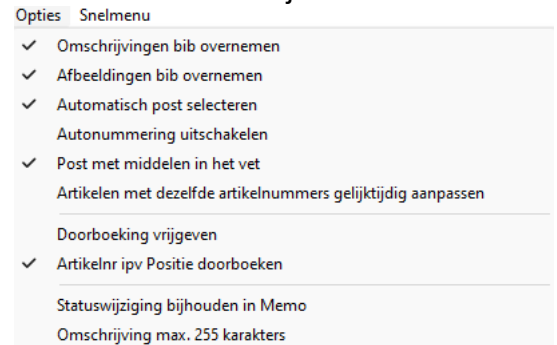 Opties Snelmenu
Omschrijvingen bib overnemen
Afbeeldingen bib overnemen
Automatisch post selecteren
Autonummering uitschakelen
Post met middelen in het vet
Artikelen met dezelfde artikelnummers gelijktijdig aanpassen
Doorboeking vrijgeven
Artikelnr ipv Positie doorboeken
Statuswijziging bijhouden in Memo
Omschrijving max. 255 karakters